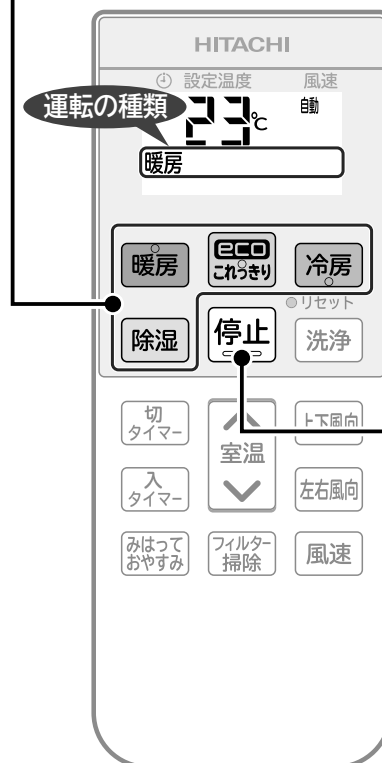 HITACHI
設定温度 風速
運転の種類
23℃ 自動
暖房
暖房 eco これっきり 冷房
リセット
除湿 停止 洗浄
切 タイマー
上下風向
室温
入 タイマー
左右風向
みはって おやすみ
フィルター 掃除
風速